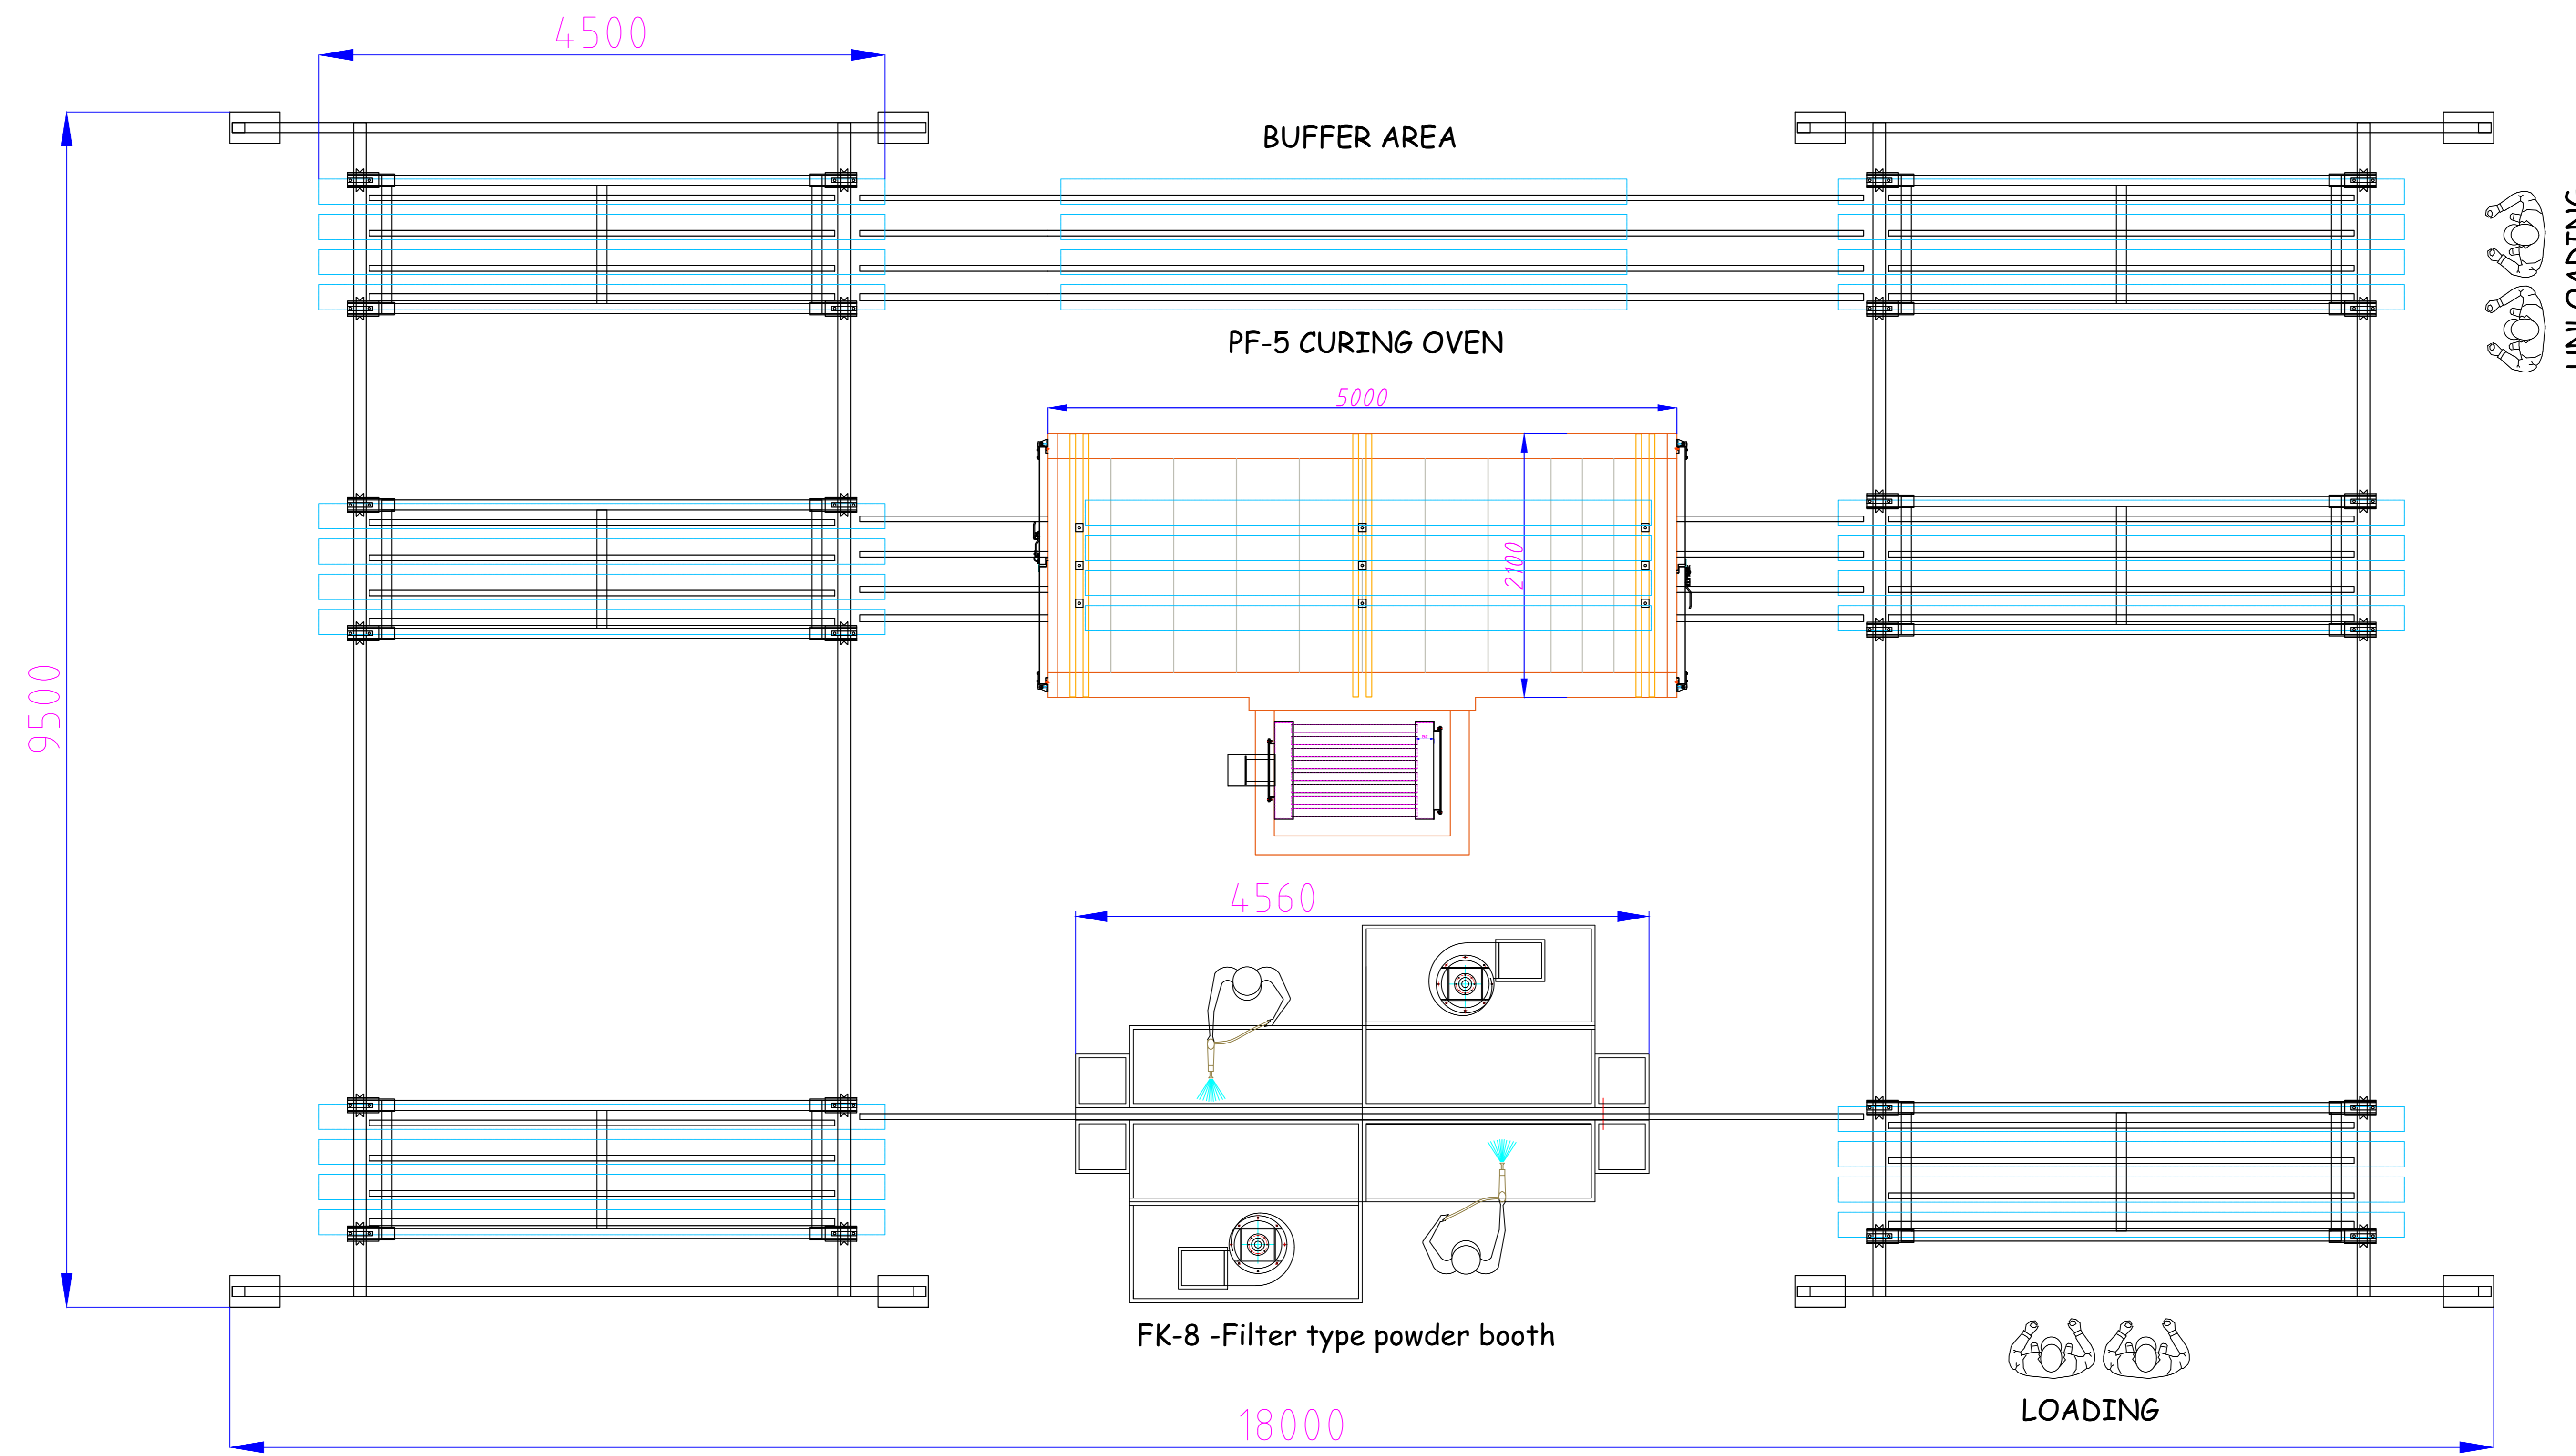 4500
BUFFER AREA
UNLOADING
PF-5 CURING OVEN
5000
2100
9500
4560
FK-8 -Filter type powder booth
LOADING
18000